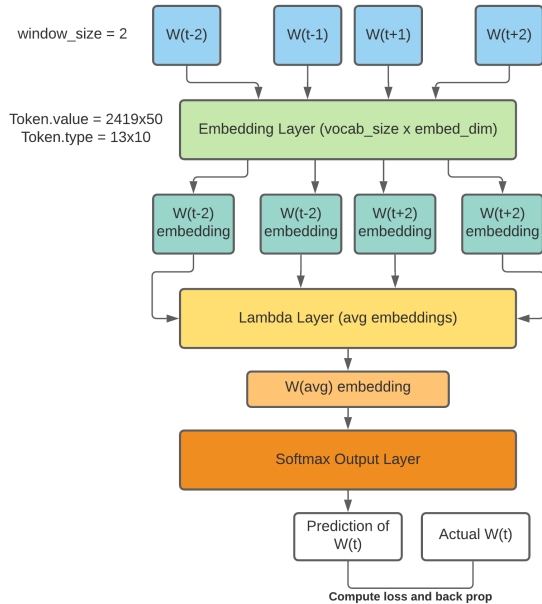 window_size = 2
W(t-2)
W(t-1)
W(t+1)
W(t+2)
Token.value = 2419x50
Token.type = 13x10
Embedding Layer (vocab_size x embed_dim)
W(t-2)
embedding
W(t-2)
embedding
W(t+2)
embedding
W(t+2)
embedding
Lambda Layer (avg embeddings)
W(avg) embedding
Softmax Output Layer
Prediction of
W(t)
Actual W(t)
Compute loss and back prop